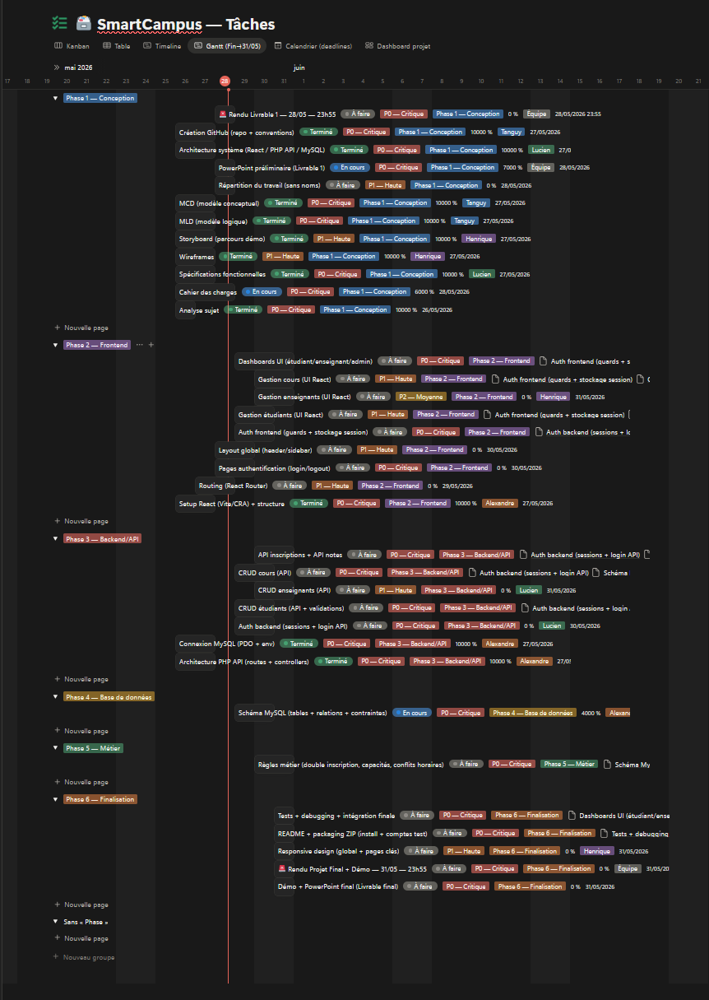 SmartCampus — Tâches
Kanban Table Timeline Gantt (Fin→31/05) Calendrier (deadlines) Dashboard projet
mai 2026 juin
17 18 19 20 21 22 23 24 25 26 27 28 29 30 31 1 2 3 4 5 6 7 8 9 10 11 12 13 14 15 16 17 18 19 20 21
Phase 1 — Conception
🚨 Rendu Livrable 1 — 28/05 — 23h55 À faire P0 — Critique Phase 1 — Conception 0 % Équipe 28/05/2026 23:55
Création GitHub (repo + conventions) Terminé P0 — Critique Phase 1 — Conception 10000 % Tanguy 27/05/2026
Architecture système (React / PHP API / MySQL) Terminé P0 — Critique Phase 1 — Conception 10000 % Lucien 27/0
PowerPoint préliminaire (Livrable 1) En cours P0 — Critique Phase 1 — Conception 7000 % Équipe 28/05/2026
Répartition du travail (sans noms) À faire P1 — Haute Phase 1 — Conception 0 % 28/05/2026
MCD (modèle conceptuel) Terminé P0 — Critique Phase 1 — Conception 10000 % Tanguy 27/05/2026
MLD (modèle logique) Terminé P0 — Critique Phase 1 — Conception 10000 % Tanguy 27/05/2026
Storyboard (parcours démo) Terminé P1 — Haute Phase 1 — Conception 10000 % Henrique 27/05/2026
Wireframes Terminé P1 — Haute Phase 1 — Conception 10000 % Henrique 27/05/2026
Spécifications fonctionnelles Terminé P0 — Critique Phase 1 — Conception 10000 % Lucien 27/05/2026
Cahier des charges En cours P0 — Critique Phase 1 — Conception 6000 % 28/05/2026
Analyse sujet Terminé P0 — Critique Phase 1 — Conception 10000 % 26/05/2026
+ Nouvelle page
Phase 2 — Frontend ··· +
Dashboards UI (étudiant/enseignant/admin) À faire P0 — Critique Phase 2 — Frontend Auth frontend (guards + s
Gestion cours (UI React) À faire P1 — Haute Phase 2 — Frontend Auth frontend (guards + stockage session)
Gestion enseignants (UI React) À faire P2 — Moyenne Phase 2 — Frontend 0 % Henrique 31/05/2026
Gestion étudiants (UI React) À faire P1 — Haute Phase 2 — Frontend Auth frontend (guards + stockage session)
Auth frontend (guards + stockage session) À faire P0 — Critique Phase 2 — Frontend Auth backend (sessions + lo
Layout global (header/sidebar) À faire P1 — Haute Phase 2 — Frontend 0 % 30/05/2026
Pages authentification (login/logout) À faire P0 — Critique Phase 2 — Frontend 0 % 30/05/2026
Routing (React Router) À faire P1 — Haute Phase 2 — Frontend 0 % 29/05/2026
Setup React (Vite/CRA) + structure Terminé P0 — Critique Phase 2 — Frontend 10000 % Alexandre 27/05/2026
+ Nouvelle page
Phase 3 — Backend/API
API inscriptions + API notes À faire P0 — Critique Phase 3 — Backend/API Auth backend (sessions + login API)
CRUD cours (API) À faire P0 — Critique Phase 3 — Backend/API Auth backend (sessions + login API) Schéma
CRUD enseignants (API) À faire P1 — Haute Phase 3 — Backend/API 0 % Lucien 31/05/2026
CRUD étudiants (API + validations) À faire P0 — Critique Phase 3 — Backend/API Auth backend (sessions + login
Auth backend (sessions + login API) À faire P0 — Critique Phase 3 — Backend/API 0 % Lucien 30/05/2026
Connexion MySQL (PDO + env) Terminé P0 — Critique Phase 3 — Backend/API 10000 % Alexandre 27/05/2026
Architecture PHP API (routes + controllers) Terminé P0 — Critique Phase 3 — Backend/API 10000 % Alexandre 27/05
+ Nouvelle page
Phase 4 — Base de données
Schéma MySQL (tables + relations + contraintes) En cours P0 — Critique Phase 4 — Base de données 4000 % Alexan
+ Nouvelle page
Phase 5 — Métier
Règles métier (double inscription, capacités, conflits horaires) À faire P0 — Critique Phase 5 — Métier Schéma My
+ Nouvelle page
Phase 6 — Finalisation
Tests + debugging + intégration finale À faire P0 — Critique Phase 6 — Finalisation Dashboards UI (étudiant/ense
README + packaging ZIP (install + comptes test) À faire P0 — Critique Phase 6 — Finalisation Tests + debugging
Responsive design (global + pages clés) À faire P1 — Haute Phase 6 — Finalisation 0 % Henrique 31/05/2026
🚨 Rendu Projet Final + Démo — 31/05 — 23h55 À faire P0 — Critique Phase 6 — Finalisation 0 % Équipe 31/05/20
Démo + PowerPoint final (Livrable final) À faire P0 — Critique Phase 6 — Finalisation 0 % 31/05/2026
+ Nouvelle page
Sans « Phase »
+ Nouvelle page
+ Nouveau groupe